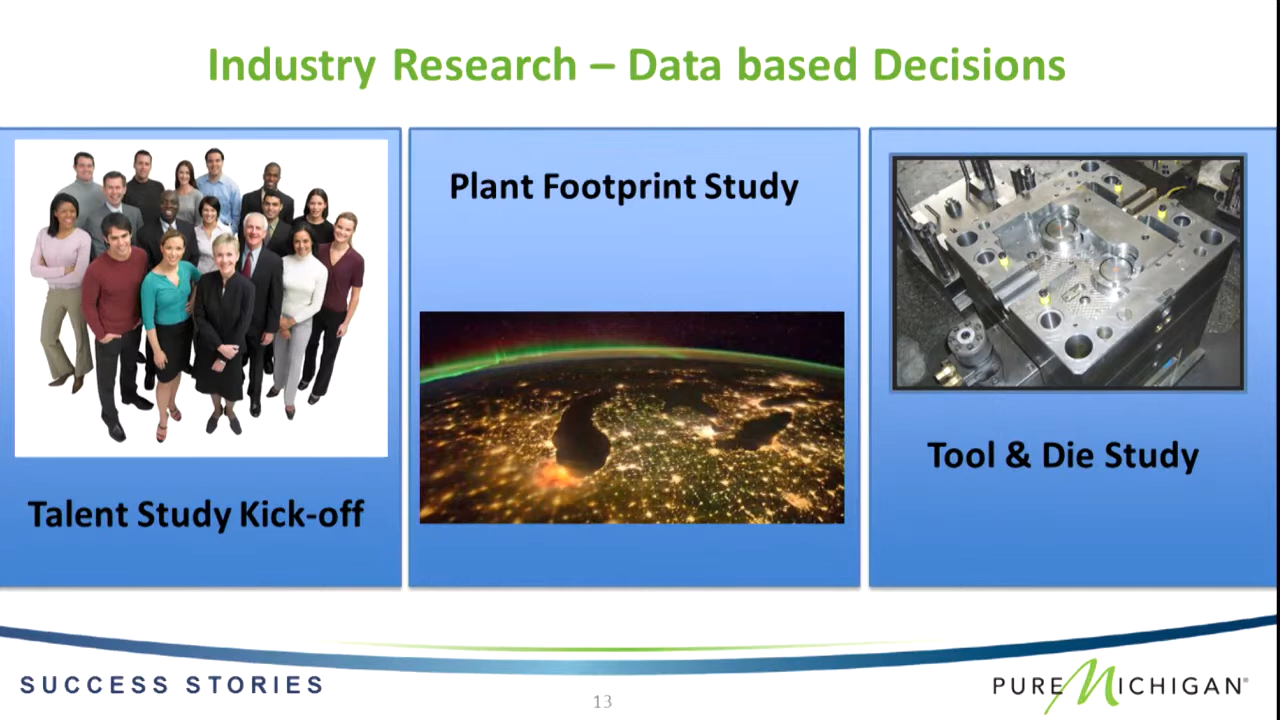 Industry Research – Data based Decisions
Talent Study Kick-off
Plant Footprint Study
Tool & Die Study
SUCCESS STORIES
13
PURE MICHIGAN®